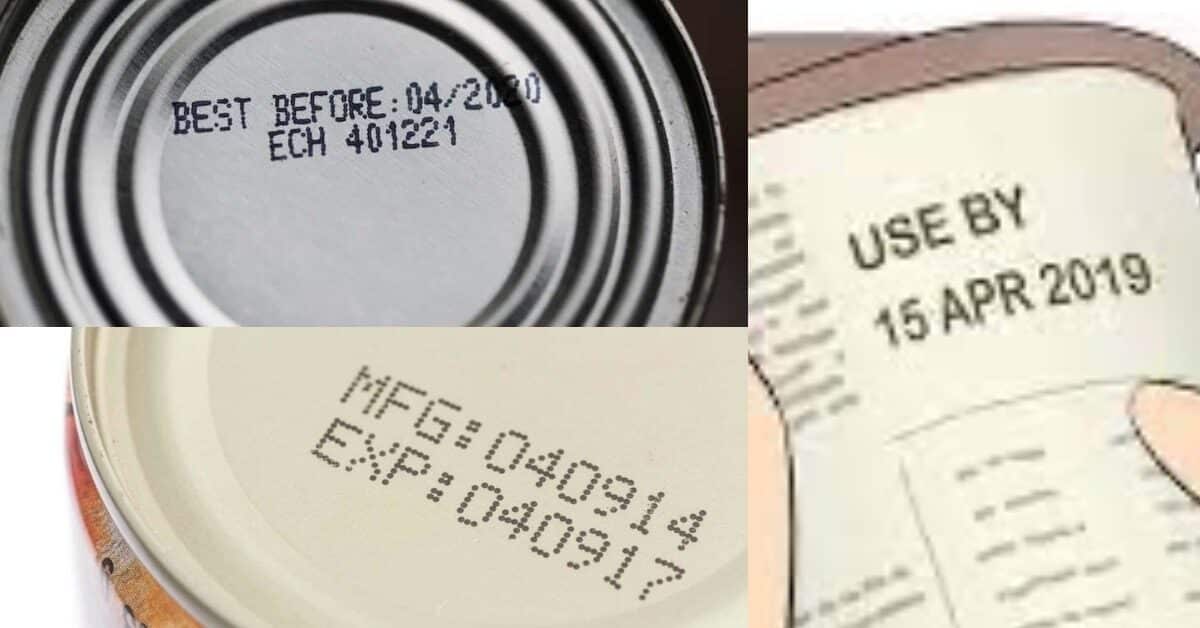 BEST BEFORE:04/2020
ECH 401221
MFG:040914
EXP:040917
USE BY
15 APR 2019